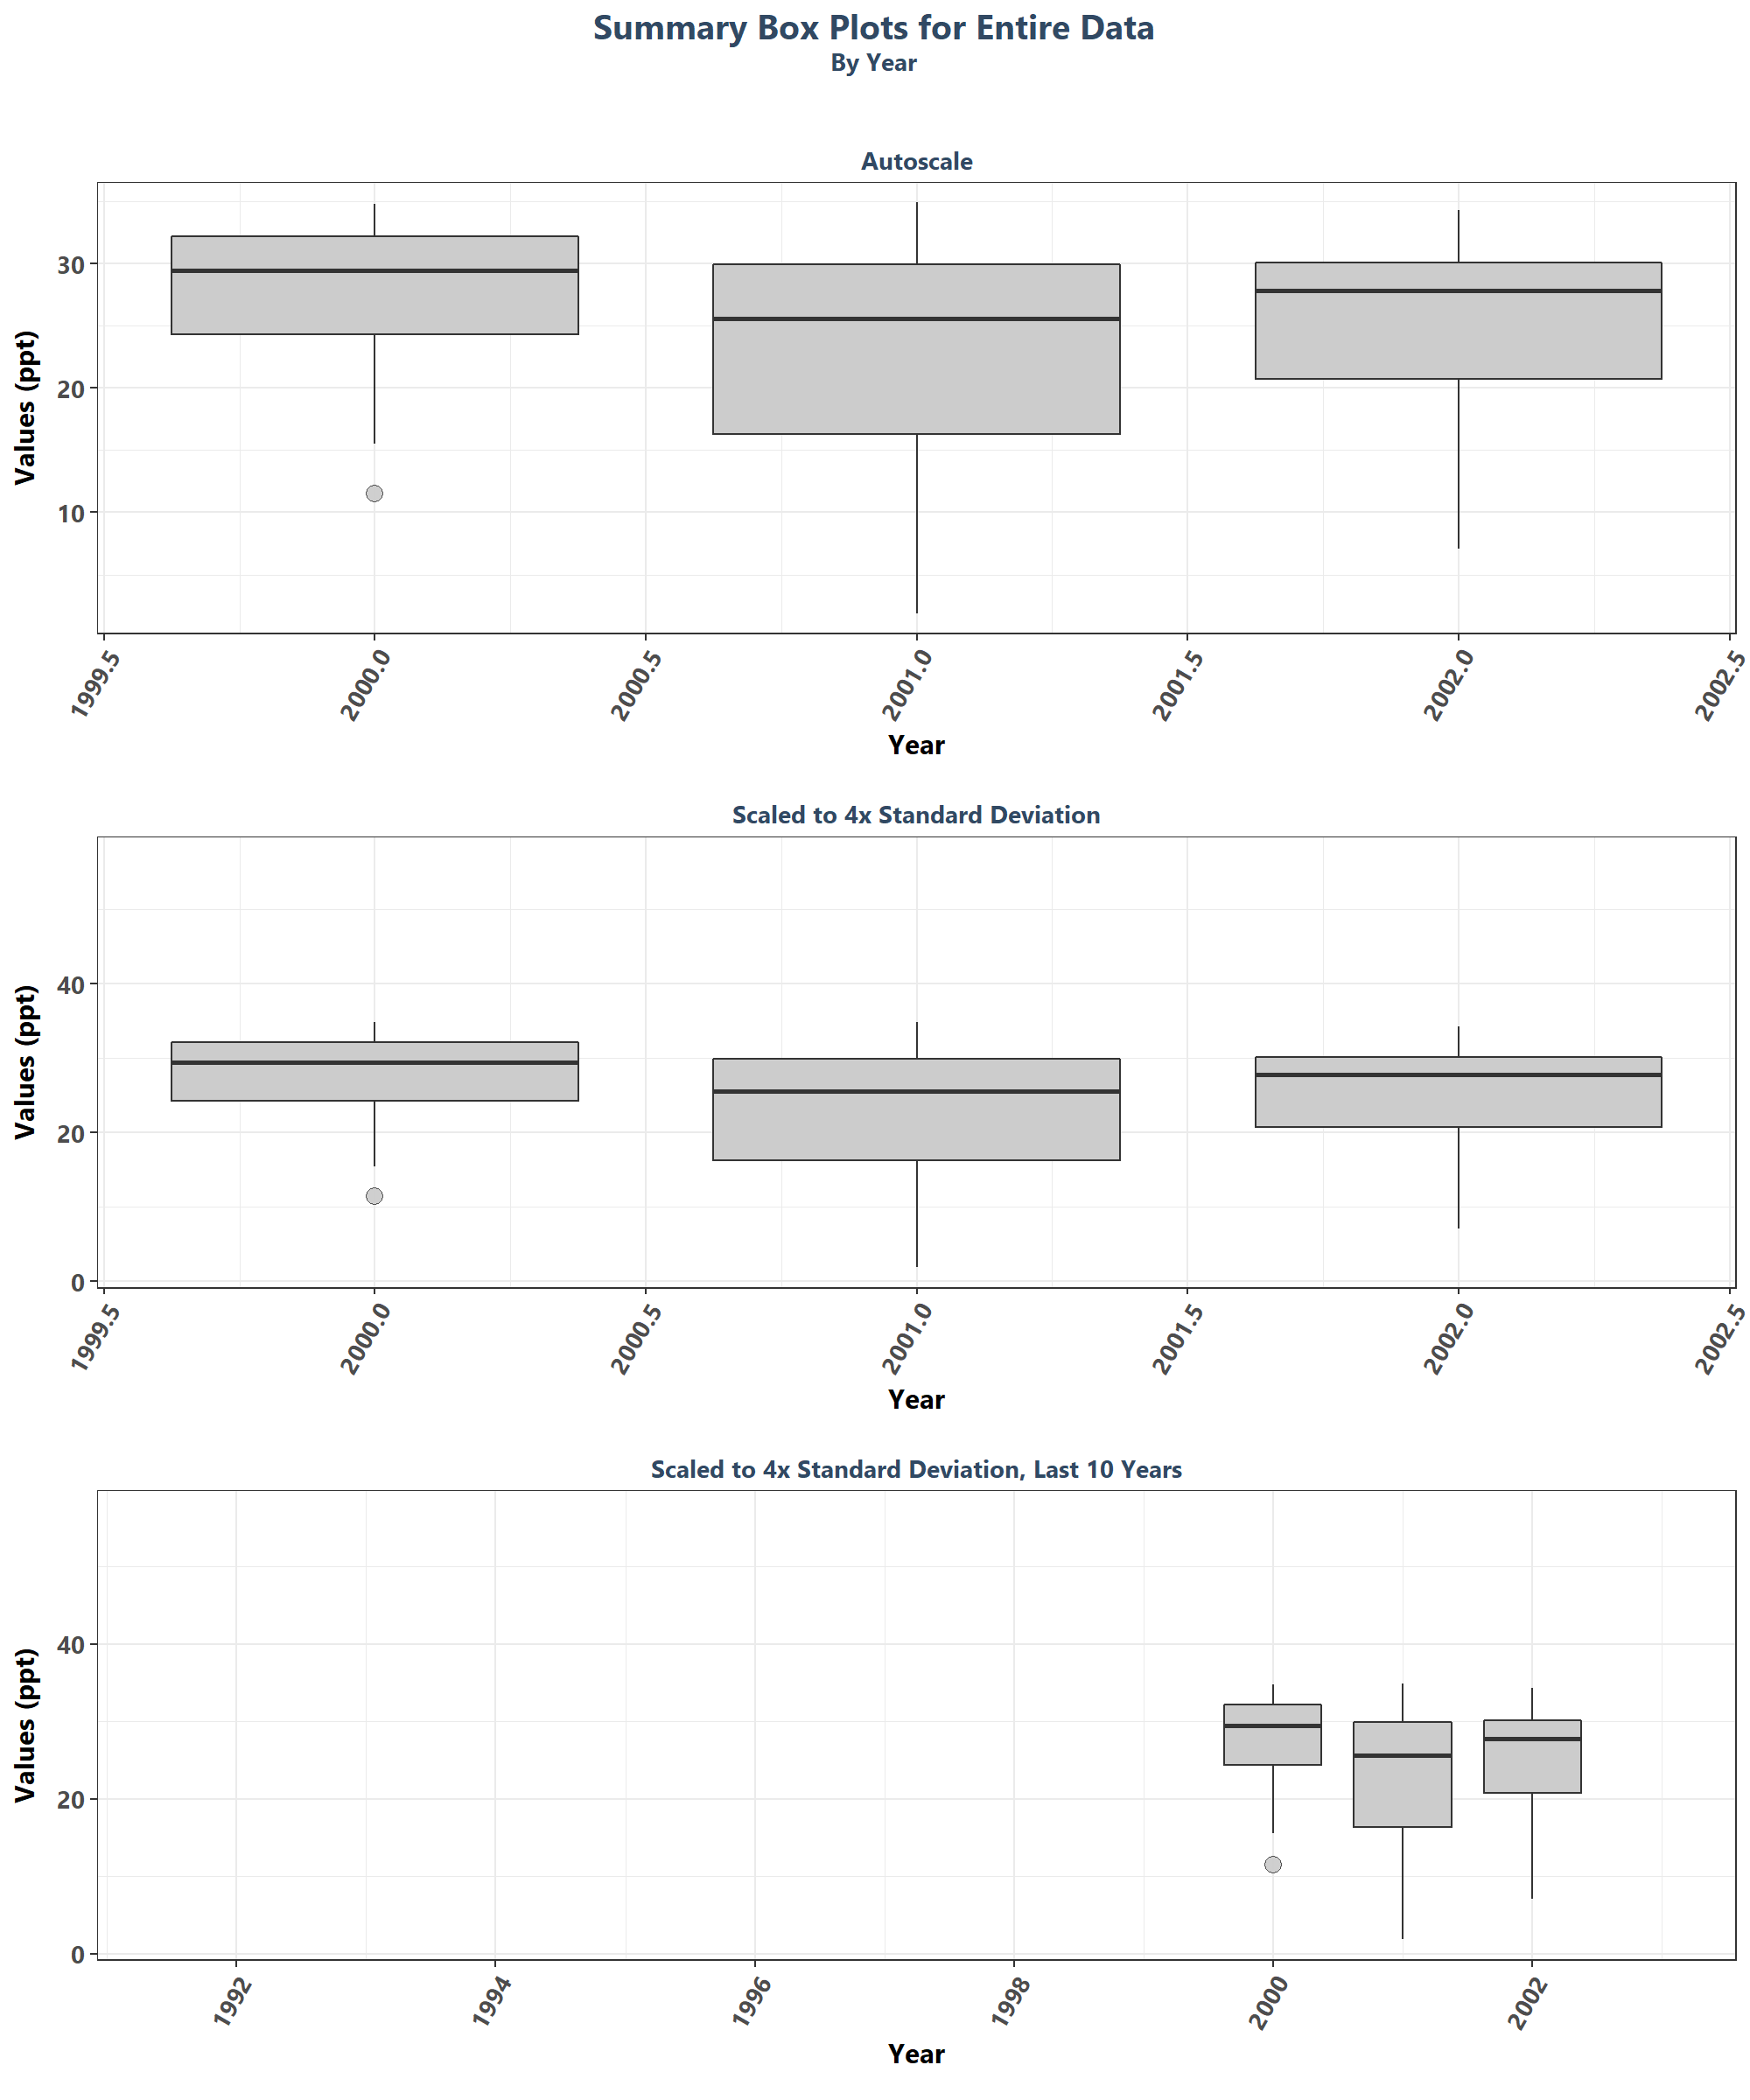 Summary Box Plots for Entire Data
By Year
Autoscale
Values (ppt)
30
20
10
1999.5 2000.0 2000.5 2001.0 2001.5 2002.0 2002.5
Year
Scaled to 4x Standard Deviation
Values (ppt)
40
20
0
1999.5 2000.0 2000.5 2001.0 2001.5 2002.0 2002.5
Year
Scaled to 4x Standard Deviation, Last 10 Years
Values (ppt)
40
20
0
1992 1994 1996 1998 2000 2002
Year